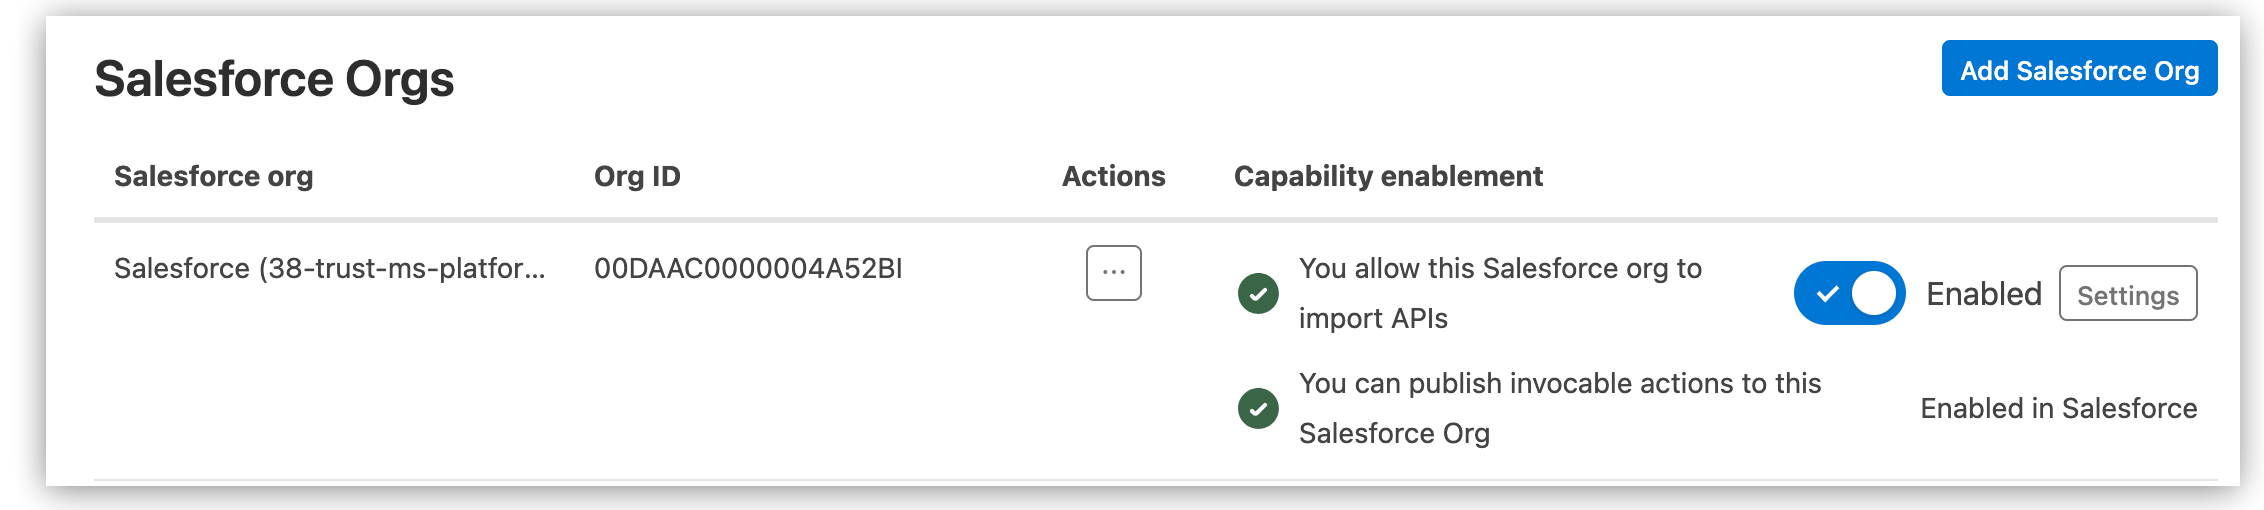 Salesforce Orgs
Add Salesforce Org
Salesforce org
Org ID
Actions
Capability enablement
Salesforce (38-trust-ms-platfor...
00DAAC0000004A52BI
...
You allow this Salesforce org to
import APIs
Enabled
Settings
You can publish invocable actions to this
Salesforce Org
Enabled in Salesforce